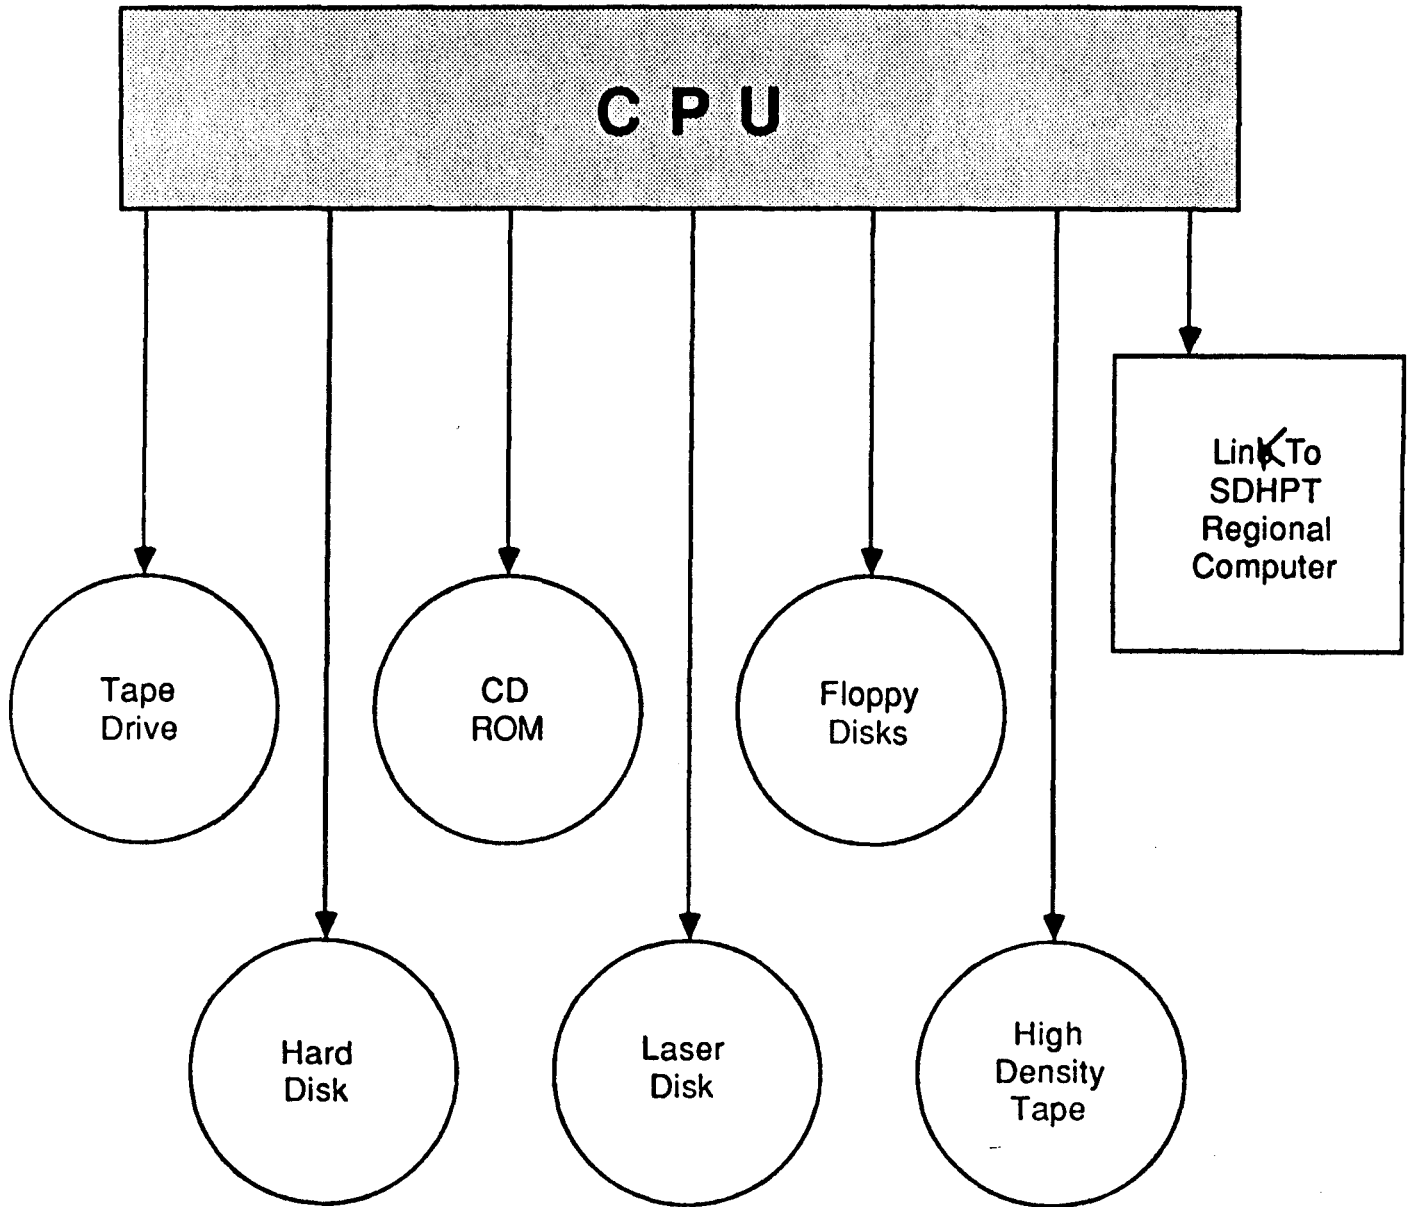 C P U
Link To
SDHPT
Regional
Computer
Tape
Drive
CD
ROM
Floppy
Disks
Hard
Disk
Laser
Disk
High
Density
Tape